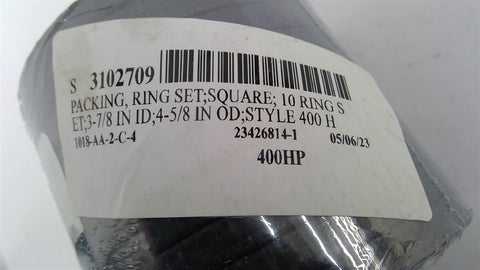 S 3102709
PACKING, RING SET;SQUARE; 10 RING S
ET;3-7/8 IN ID;4-5/8 IN OD;STYLE 400 H
1018-AA-2-C-4 23426814-1 05/06/23
400HP